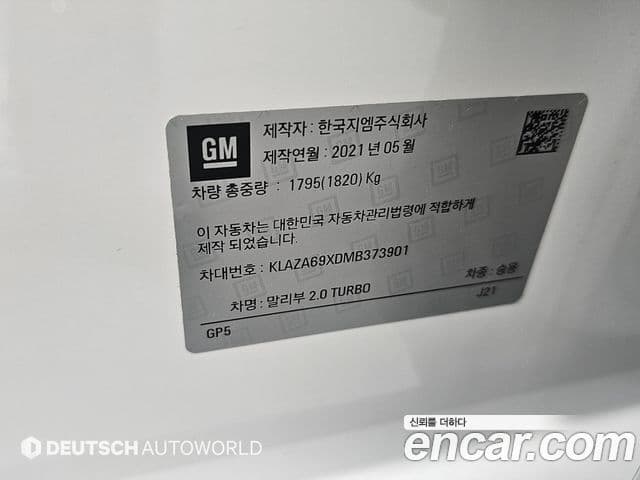 GM
제작자 : 한국지엠주식회사
제작연월 : 2021 년 05 월
차량 총중량 : 1795(1820) Kg
이 자동차는 대한민국 자동차관리법령에 적합하게
제작 되었습니다.
차대번호 : KLAZA69XDMB373901
차종 : 승용
차명 : 말리부 2.0 TURBO
J21
GP5
신뢰를 더하다
DEUTSCH AUTOWORLD
encar.com